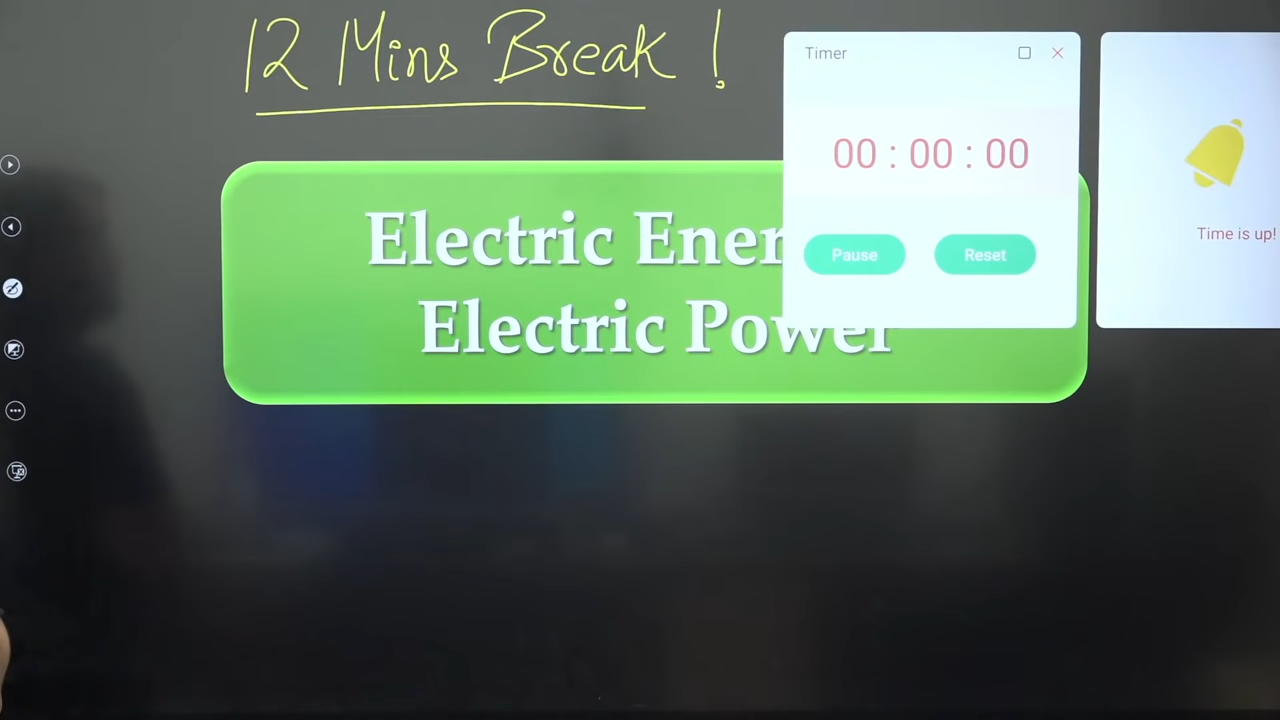 12 Mins Break !
Timer
00 : 00 : 00
Pause
Reset
Time is up!
Electric Ener
Electric Power